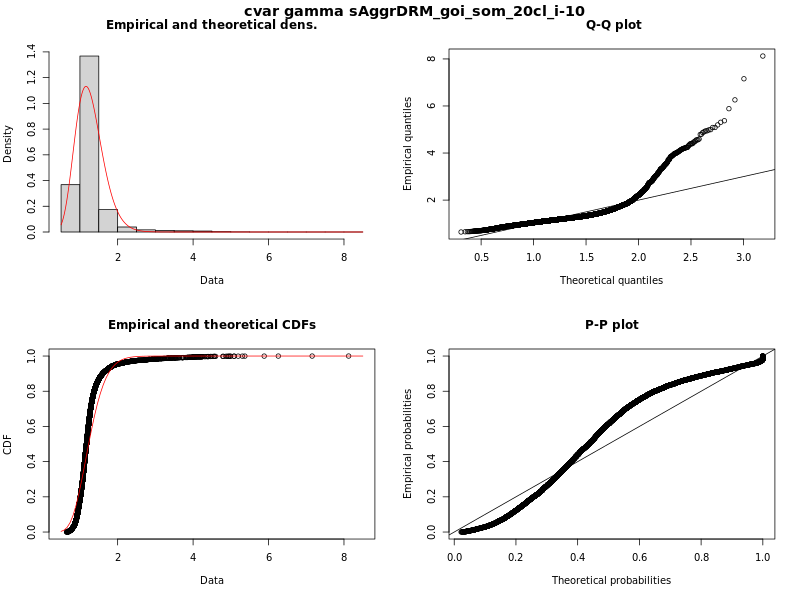 cvar gamma sAggrDRM_goi_som_20cl_i-10
Empirical and theoretical dens.
Density
0.0 0.2 0.4 0.6 0.8 1.0 1.2 1.4
2 4 6 8
Data
Q-Q plot
Empirical quantiles
2 4 6 8
0.5 1.0 1.5 2.0 2.5 3.0
Theoretical quantiles
Empirical and theoretical CDFs
CDF
0.0 0.2 0.4 0.6 0.8 1.0
2 4 6 8
Data
P-P plot
Empirical probabilities
0.0 0.2 0.4 0.6 0.8 1.0
0.0 0.2 0.4 0.6 0.8 1.0
Theoretical probabilities